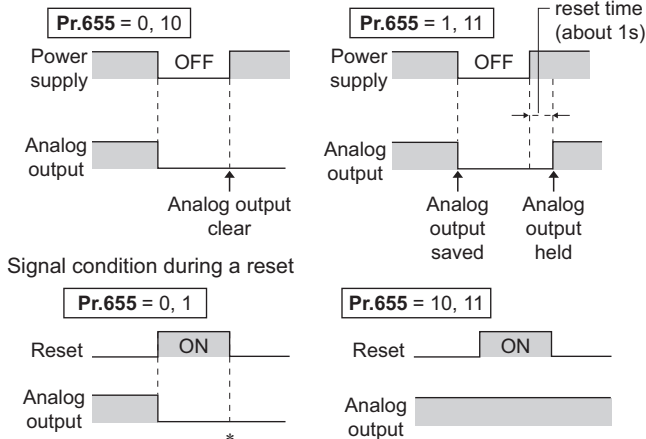 Pr.655 = 0, 10
Power supply
OFF
Analog output
Analog output clear
Pr.655 = 1, 11
reset time (about 1s)
Power supply
OFF
Analog output
Analog output saved
Analog output held
Signal condition during a reset
Pr.655 = 0, 1
Reset
ON
Analog output
*
Pr.655 = 10, 11
Reset
ON
Analog output